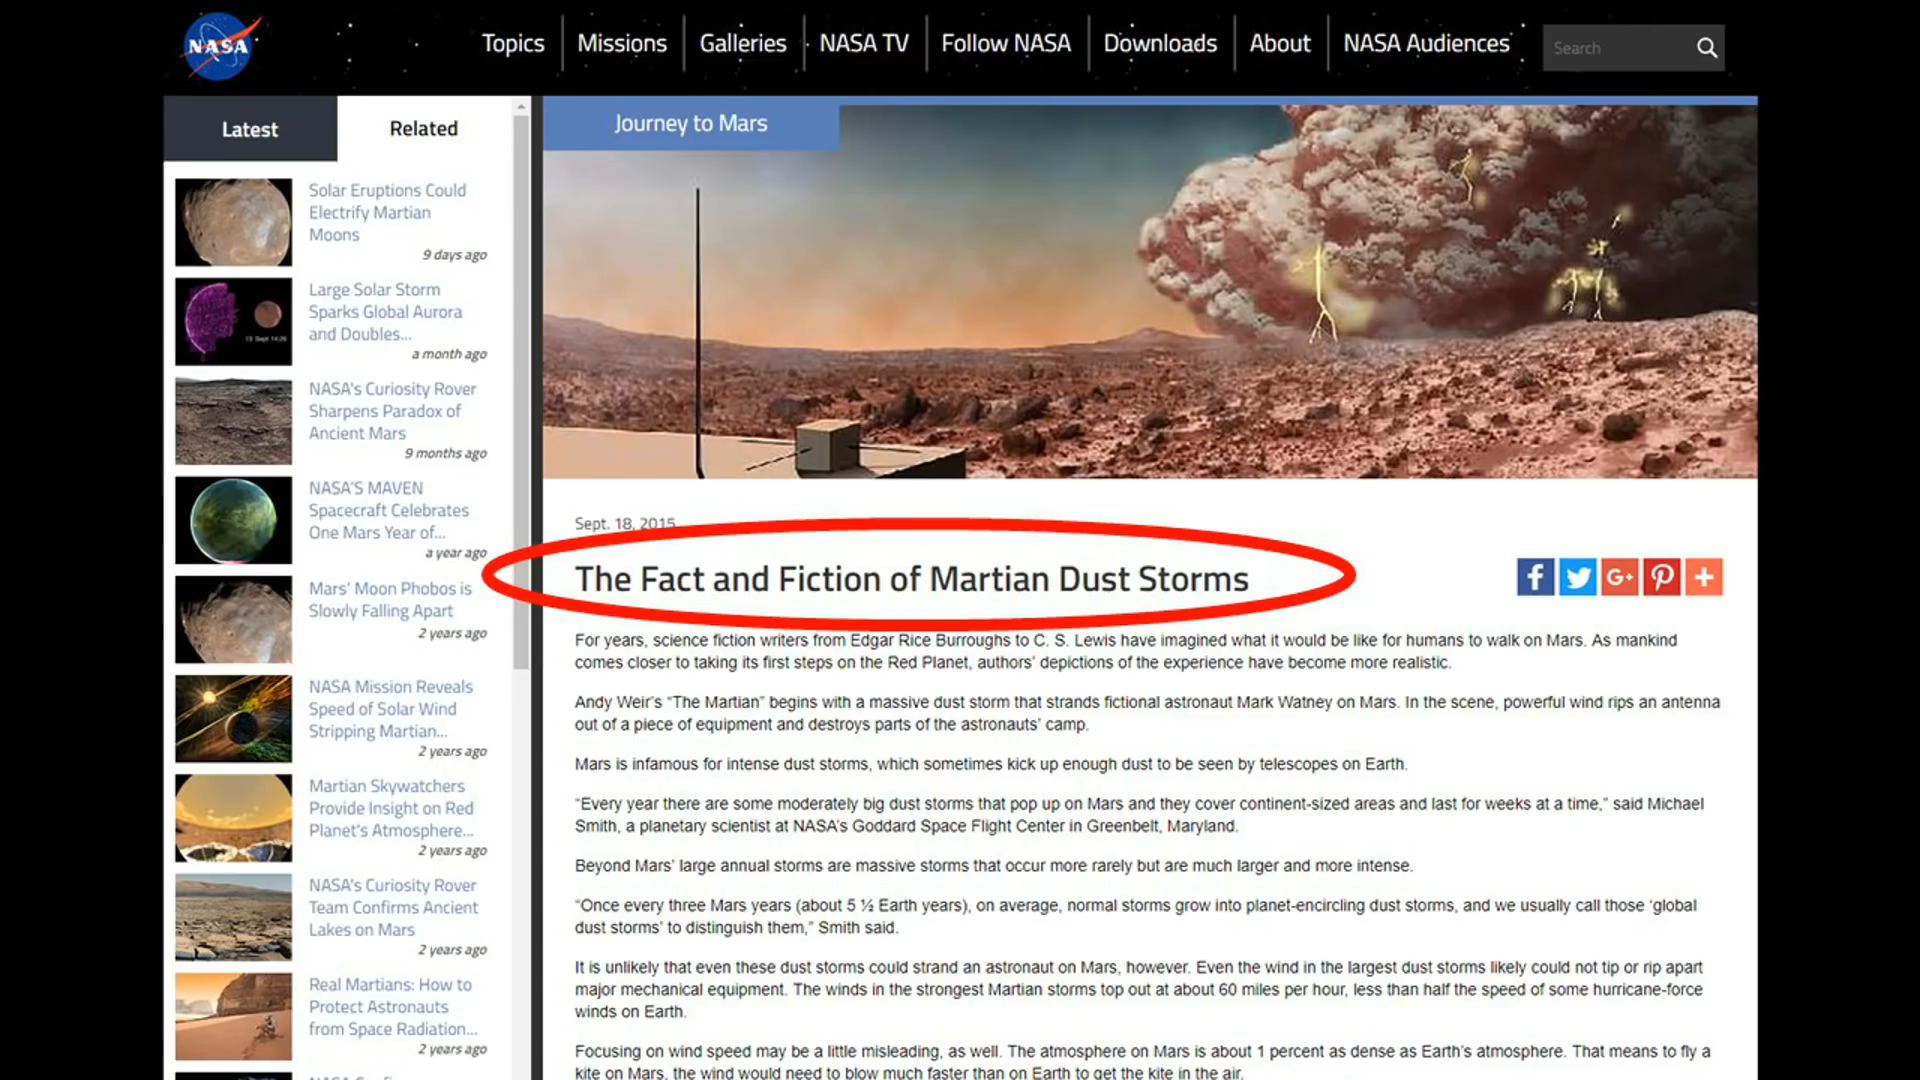 NASA
Topics
Missions
Galleries
NASA TV
Follow NASA
Downloads
About
NASA Audiences
Search
Latest
Related
Solar Eruptions Could
Electrify Martian
Moons
9 days ago
Large Solar Storm
Sparks Global Aurora
and Doubles...
a month ago
NASA's Curiosity Rover
Sharpens Paradox of
Ancient Mars
9 months ago
NASA'S MAVEN
Spacecraft Celebrates
One Mars Year of...
a year ago
Mars' Moon Phobos is
Slowly Falling Apart
2 years ago
NASA Mission Reveals
Speed of Solar Wind
Stripping Martian...
2 years ago
Martian Skywatchers
Provide Insight on Red
Planet's Atmosphere...
2 years ago
NASA's Curiosity Rover
Team Confirms Ancient
Lakes on Mars
2 years ago
Real Martians: How to
Protect Astronauts
from Space Radiation...
2 years ago
Journey to Mars
Sept. 18, 2015
The Fact and Fiction of Martian Dust Storms
For years, science fiction writers from Edgar Rice Burroughs to C. S. Lewis have imagined what it would be like for humans to walk on Mars. As mankind
comes closer to taking its first steps on the Red Planet, authors' depictions of the experience have become more realistic.
Andy Weir's “The Martian” begins with a massive dust storm that strands fictional astronaut Mark Watney on Mars. In the scene, powerful wind rips an antenna
out of a piece of equipment and destroys parts of the astronauts' camp.
Mars is infamous for intense dust storms, which sometimes kick up enough dust to be seen by telescopes on Earth.
“Every year there are some moderately big dust storms that pop up on Mars and they cover continent-sized areas and last for weeks at a time,” said Michael
Smith, a planetary scientist at NASA's Goddard Space Flight Center in Greenbelt, Maryland.
Beyond Mars' large annual storms are massive storms that occur more rarely but are much larger and more intense.
“Once every three Mars years (about 5 ½ Earth years), on average, normal storms grow into planet-encircling dust storms, and we usually call those ‘global
dust storms’ to distinguish them,” Smith said.
It is unlikely that even these dust storms could strand an astronaut on Mars, however. Even the wind in the largest dust storms likely could not tip or rip apart
major mechanical equipment. The winds in the strongest Martian storms top out at about 60 miles per hour, less than half the speed of some hurricane-force
winds on Earth.
Focusing on wind speed may be a little misleading, as well. The atmosphere on Mars is about 1 percent as dense as Earth's atmosphere. That means to fly a
kite on Mars, the wind would need to blow much faster than on Earth to get the kite in the air.